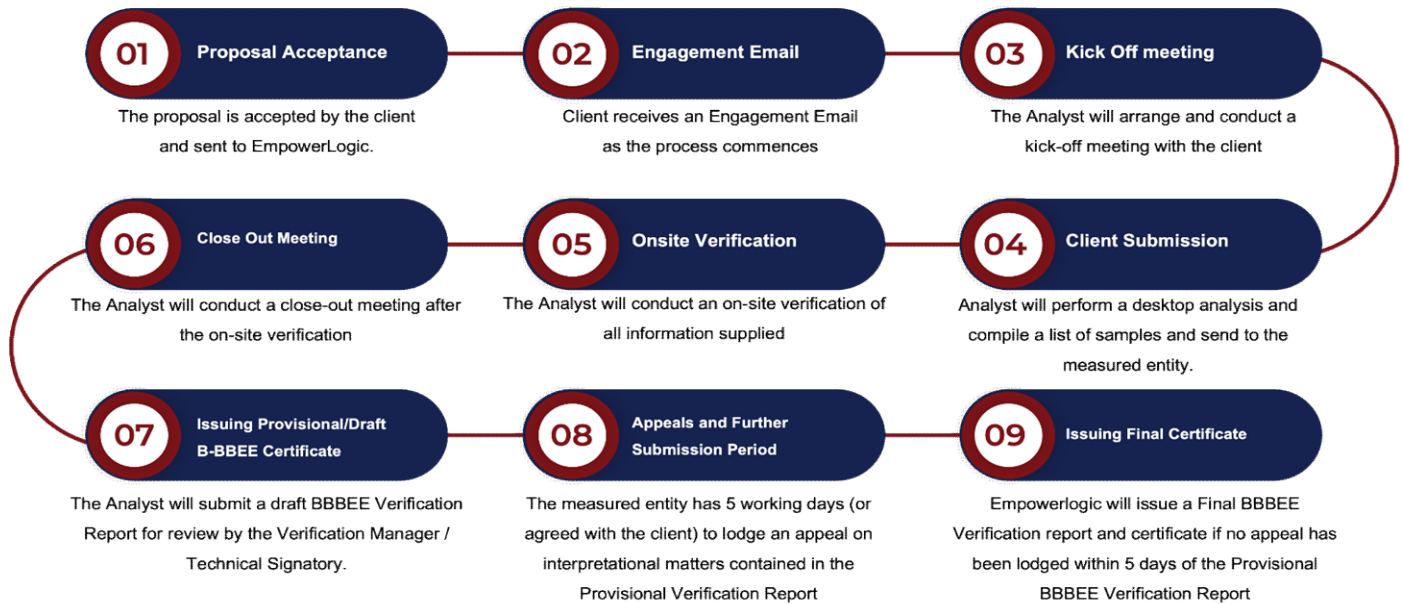 01 Proposal Acceptance
The proposal is accepted by the client
and sent to EmpowerLogic.
02 Engagement Email
Client receives an Engagement Email
as the process commences
03 Kick Off meeting
The Analyst will arrange and conduct a
kick-off meeting with the client
04 Client Submission
Analyst will perform a desktop analysis and
compile a list of samples and send to the
measured entity.
05 Onsite Verification
The Analyst will conduct an on-site verification of
all information supplied
06 Close Out Meeting
The Analyst will conduct a close-out meeting after
the on-site verification
07 Issuing Provisional/Draft
B-BBEE Certificate
The Analyst will submit a draft BBBEE Verification
Report for review by the Verification Manager /
Technical Signatory.
08 Appeals and Further
Submission Period
The measured entity has 5 working days (or
agreed with the client) to lodge an appeal on
interpretational matters contained in the
Provisional Verification Report
09 Issuing Final Certificate
Empowerlogic will issue a Final BBBEE
Verification report and certificate if no appeal has
been lodged within 5 days of the Provisional
BBBEE Verification Report